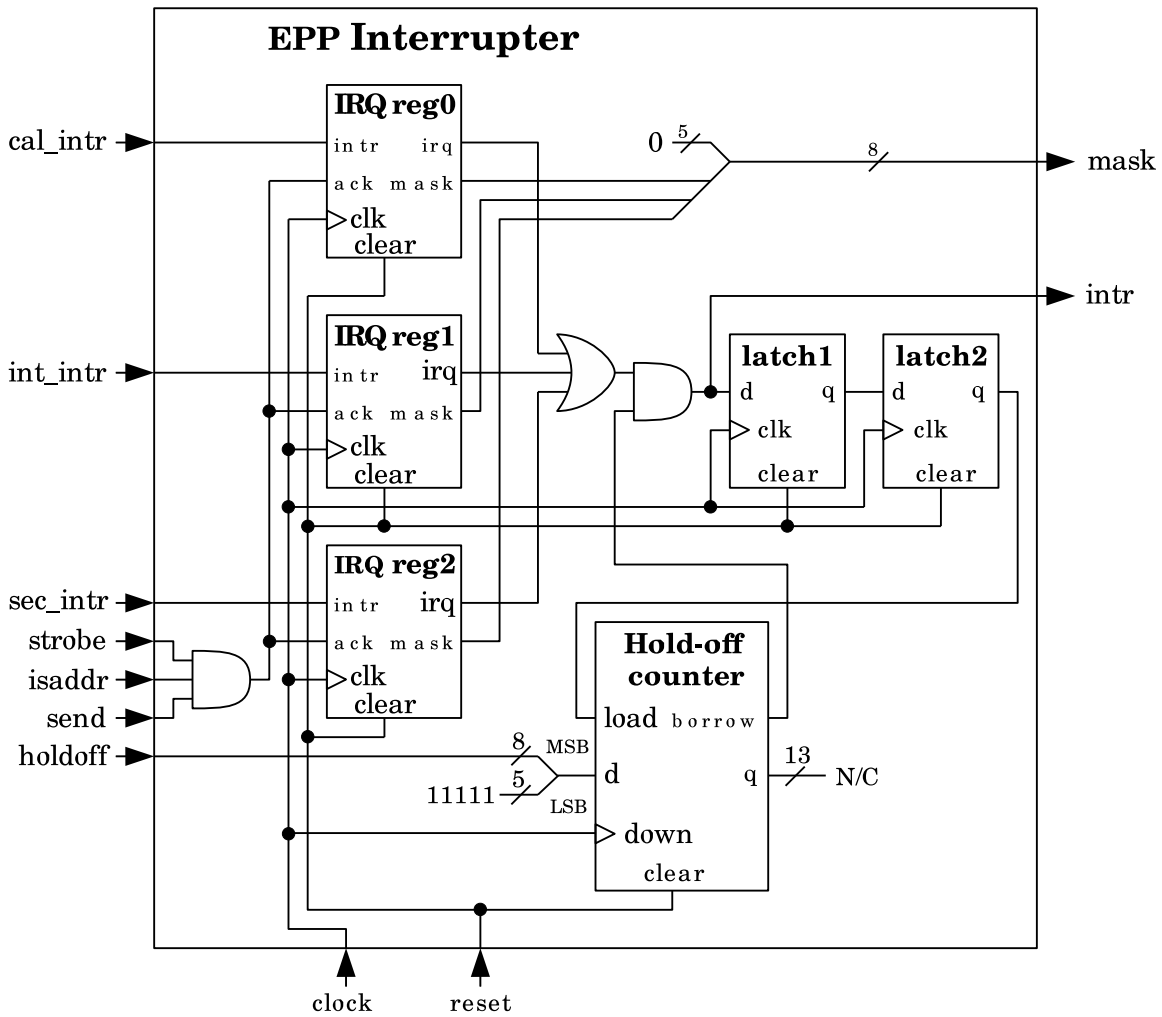 EPP Interrupter
IRQ reg0
cal_intr
intr irq
0
5
8
mask
ack mask
clk
clear
intr
IRQ reg1
latch1
latch2
int_intr
intr irq
d q
d q
ack mask
clk
clk
clk
clear
clear
clear
IRQ reg2
sec_intr
intr irq
strobe
ack mask
Hold-off
counter
isaddr
clk
send
clear
load borrow
holdoff
8
MSB
d
q
13
N/C
11111
5
LSB
down
clear
clock
reset